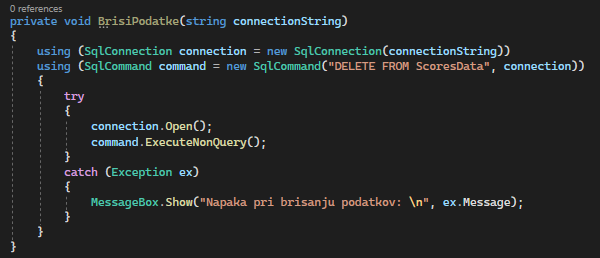 0 references
private void BrisiPodatke(string connectionString)
{
using (SqlConnection connection = new SqlConnection(connectionString))
using (SqlCommand command = new SqlCommand("DELETE FROM ScoresData", connection))
{
try
{
connection.Open();
command.ExecuteNonQuery();
}
catch (Exception ex)
{
MessageBox.Show("Napaka pri brisanju podatkov: \n", ex.Message);
}
}
}